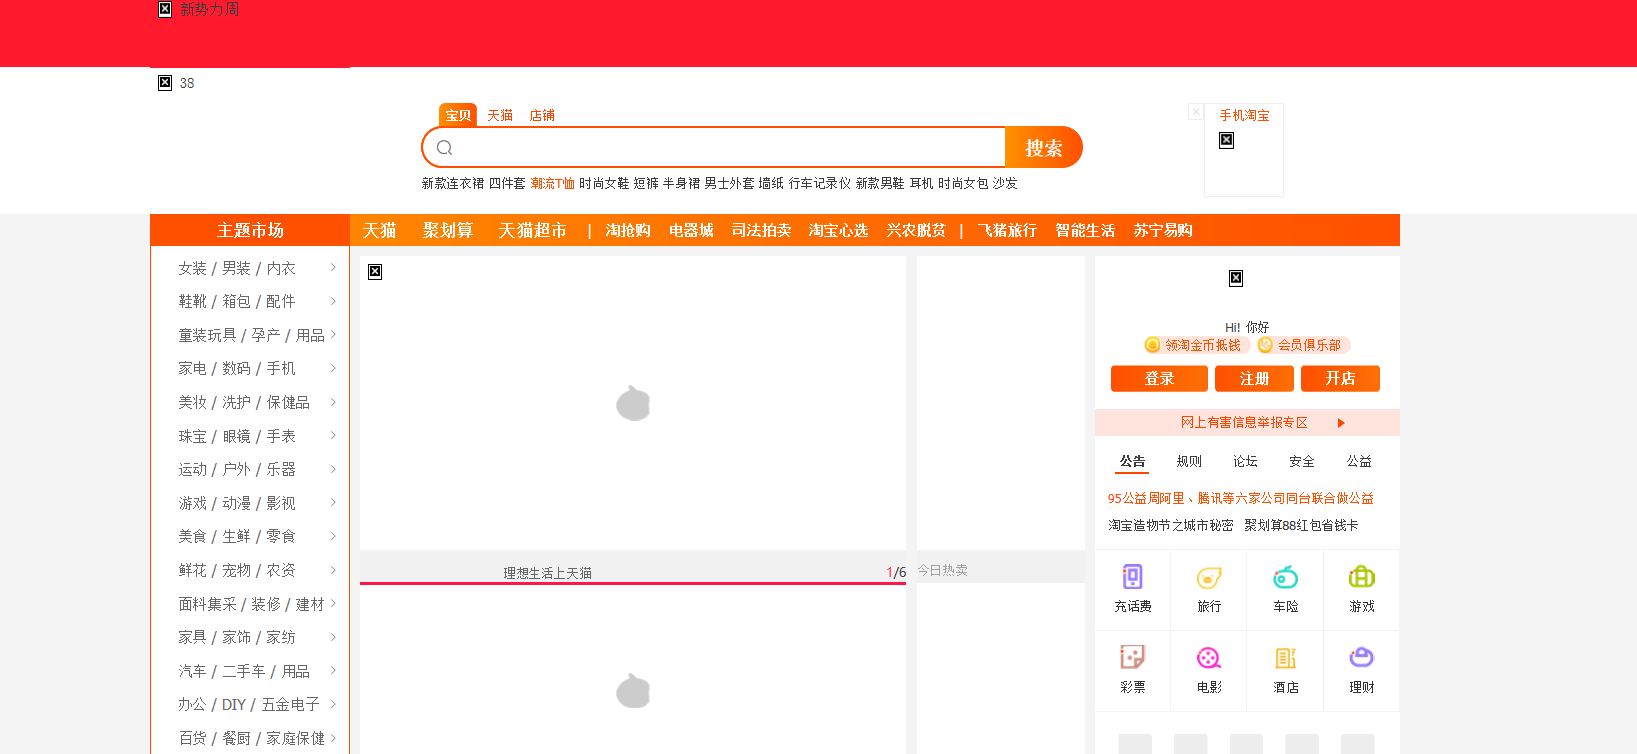 新势力周
38
宝贝 天猫 店铺
手机淘宝
搜索
新款连衣裙 四件套 潮流T恤 时尚女鞋 短裤 半身裙 男士外套 墙纸 行车记录仪 新款男鞋 耳机 时尚女包 沙发
主题市场
天猫 聚划算 天猫超市 | 淘抢购 电器城 司法拍卖 淘宝心选 兴农脱贫 | 飞猪旅行 智能生活 苏宁易购
女装 / 男装 / 内衣
鞋靴 / 箱包 / 配件
童装玩具 / 孕产 / 用品
家电 / 数码 / 手机
美妆 / 洗护 / 保健品
珠宝 / 眼镜 / 手表
运动 / 户外 / 乐器
游戏 / 动漫 / 影视
美食 / 生鲜 / 零食
鲜花 / 宠物 / 农资
面料集采 / 装修 / 建材
家具 / 家饰 / 家纺
汽车 / 二手车 / 用品
办公 / DIY / 五金电子
百货 / 餐厨 / 家庭保健
理想生活上天猫
1/6
今日热卖
Hi! 你好
领淘金币抵钱 会员俱乐部
登录 注册 开店
网上有害信息举报专区
公告 规则 论坛 安全 公益
95公益周阿里、腾讯等六家公司同台联合做公益
淘宝造物节之城市秘密 聚划算88红包省钱卡
充话费 旅行 车险 游戏
彩票 电影 酒店 理财